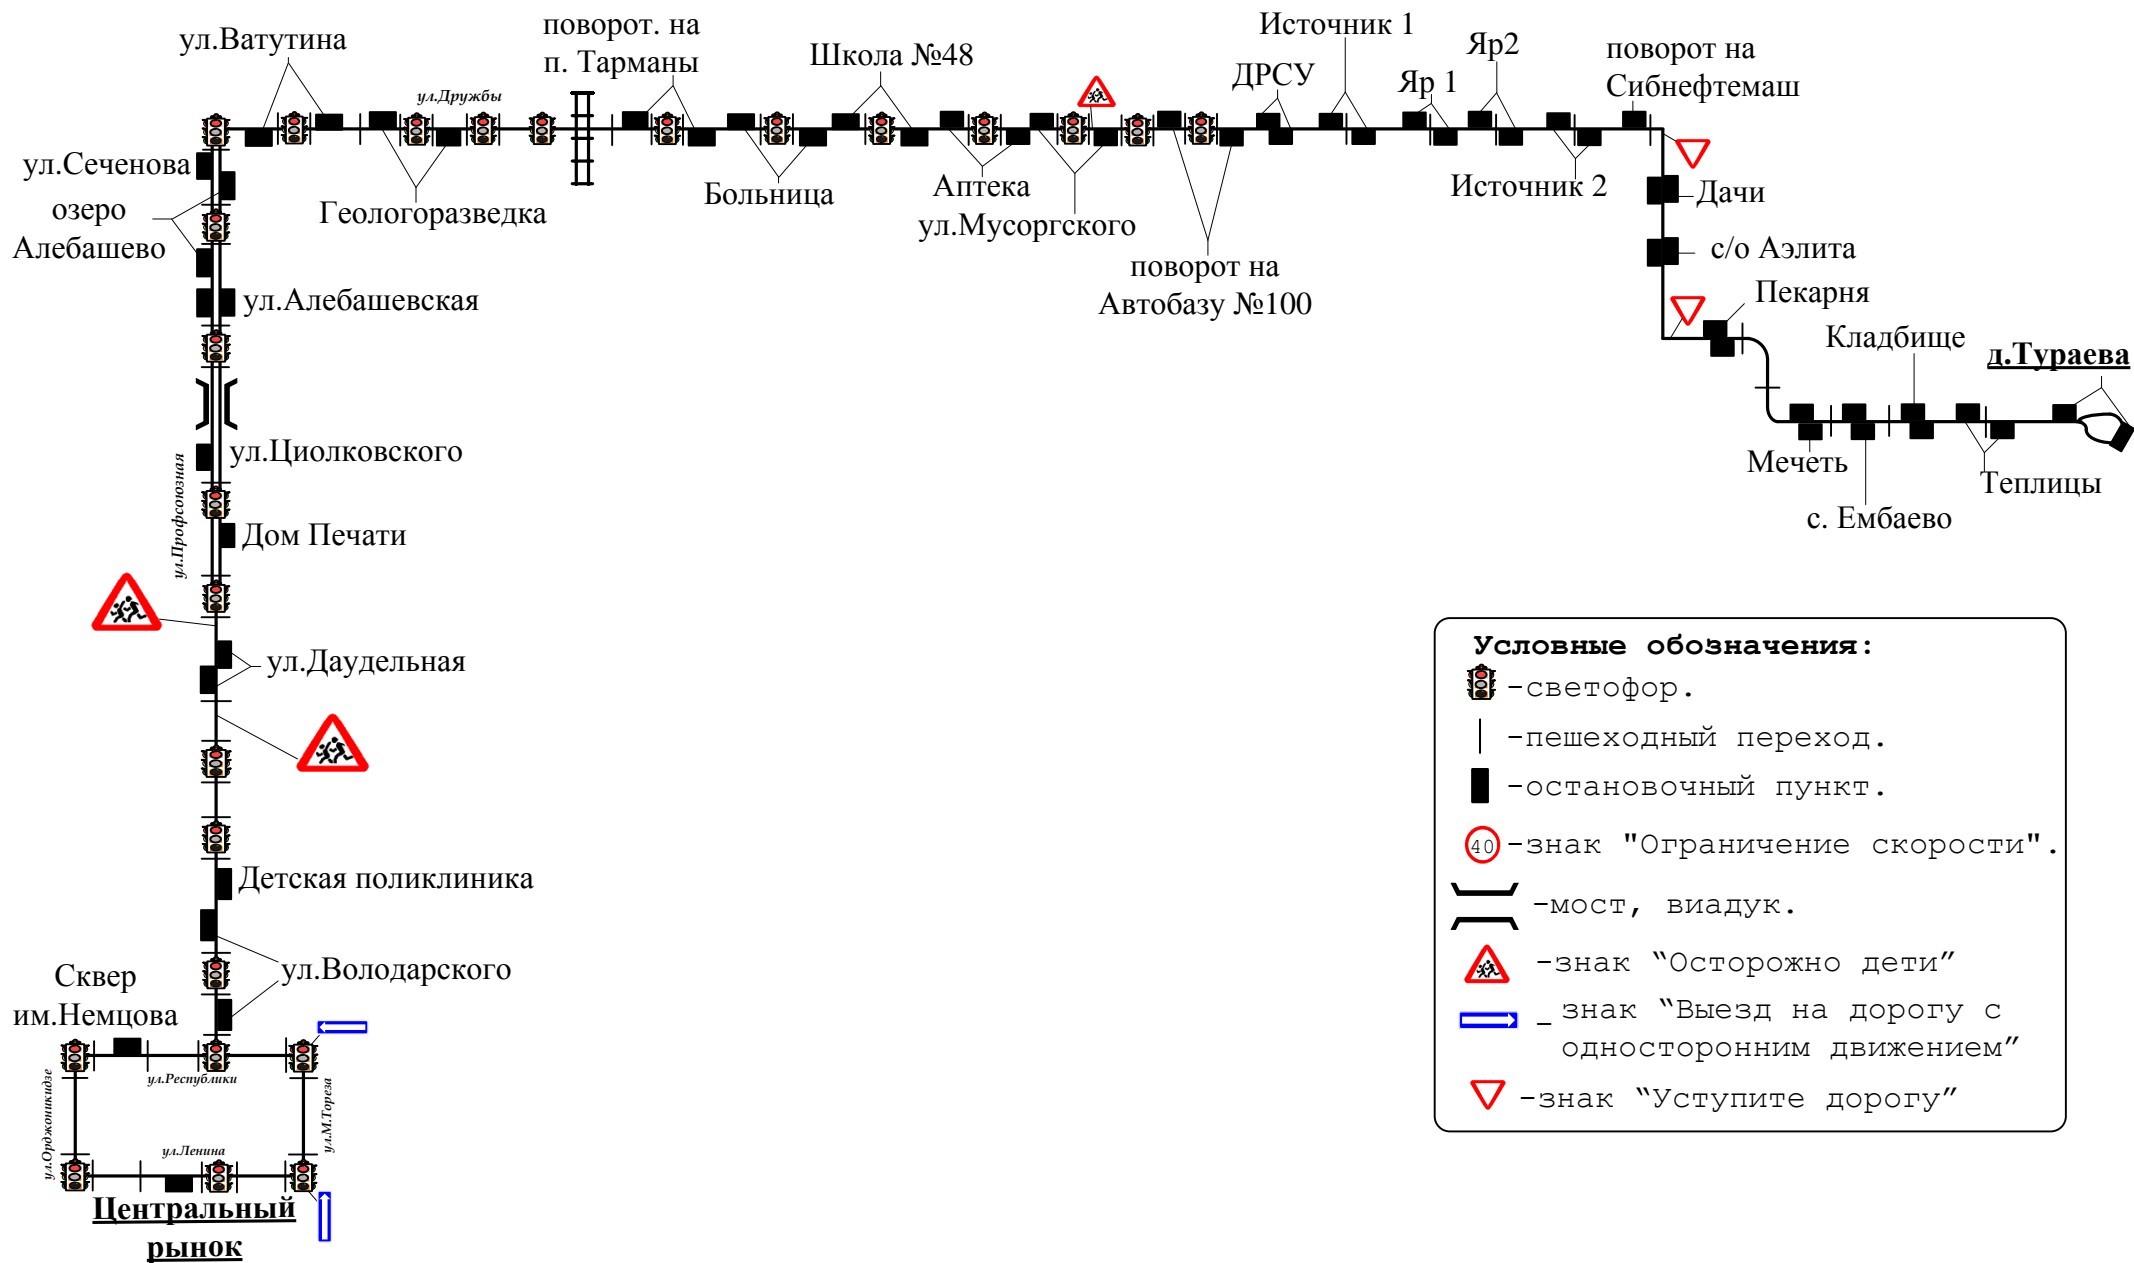 ул.Ватутина
поворот. на
п. Тарманы
Школа №48
Источник 1
ДРСУ
Яр 1
Яр2
поворот на
Сибнефтемаш
ул.Дружбы
ул.Сеченова
озеро
Алебашево
Геологоразведка
Больница
Аптека
ул.Мусоргского
поворот на
Автобазу №100
Источник 2
Дачи
с/о Аэлита
Пекарня
Кладбище
д.Тураева
Мечеть
с. Ембаево
Теплицы
ул.Алебашевская
ул.Циолковского
ул.Профсоюзная
Дом Печати
ул.Даудельная
Детская поликлиника
ул.Володарского
Сквер
им.Немцова
ул.Республики
ул.Орджоникидзе
ул.М.Тореза
ул.Ленина
Центральный
рынок
Условные обозначения:
-светофор.
-пешеходный переход.
-остановочный пункт.
40 -знак "Ограничение скорости".
-мост, виадук.
-знак “Осторожно дети”
- знак “Выезд на дорогу с
односторонним движением”
-знак “Уступите дорогу”